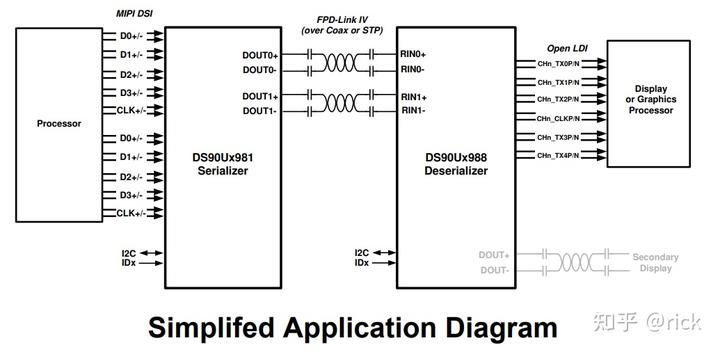 MIPI DSI
FPD-Link IV
(over Coax or STP)
Open LDI
Processor
D0+/-
D1+/-
D2+/-
D3+/-
CLK+/-
D0+/-
D1+/-
D2+/-
D3+/-
CLK+/-
I2C
IDx
DS90Ux981
Serializer
DOUT0+
DOUT0-
DOUT1+
DOUT1-
RIN0+
RIN0-
RIN1+
RIN1-
DS90Ux988
Deserializer
I2C
IDx
CHn_TX0P/N
CHn_TX1P/N
CHn_TX2P/N
CHn_CLKP/N
CHn_TX3P/N
CHn_TX4P/N
Display
or Graphics
Processor
DOUT+
DOUT-
Secondary
Display
Simplifed Application Diagram
知乎 @rick